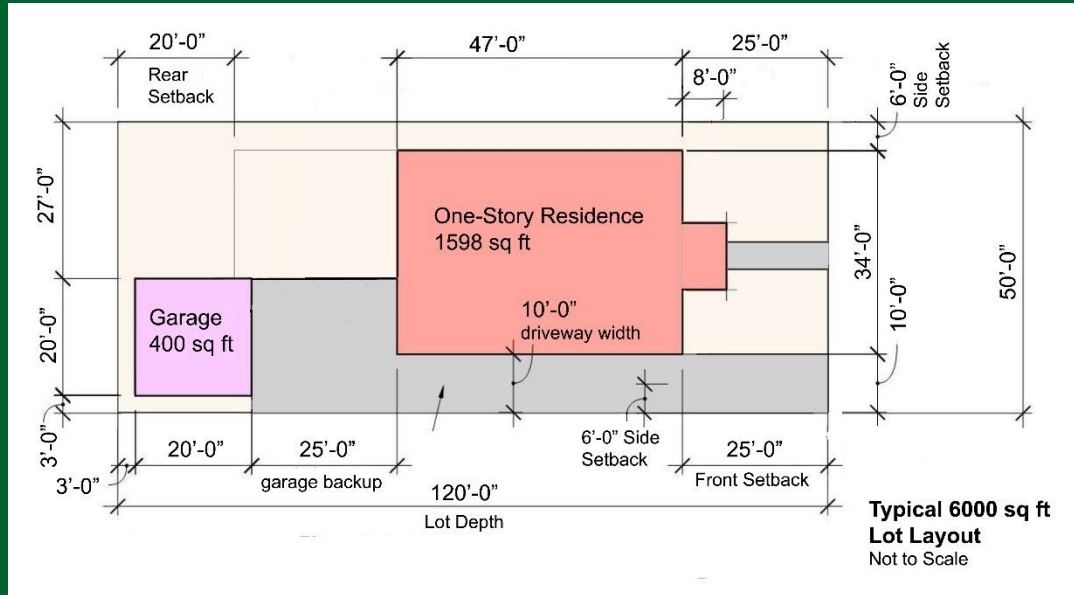 20’-0”
47’-0”
25’-0”
Rear
Setback
8’-0”
6’-0”
Side
Setback
27’-0”
One-Story Residence
1598 sq ft
34’-0”
50’-0”
Garage
400 sq ft
20’-0”
10’-0”
driveway width
10’-0”
3’-0”
20’-0”
25’-0”
6’-0” Side
Setback
25’-0”
3’-0”
garage backup
Front Setback
120’-0”
Lot Depth
Typical 6000 sq ft
Lot Layout
Not to Scale